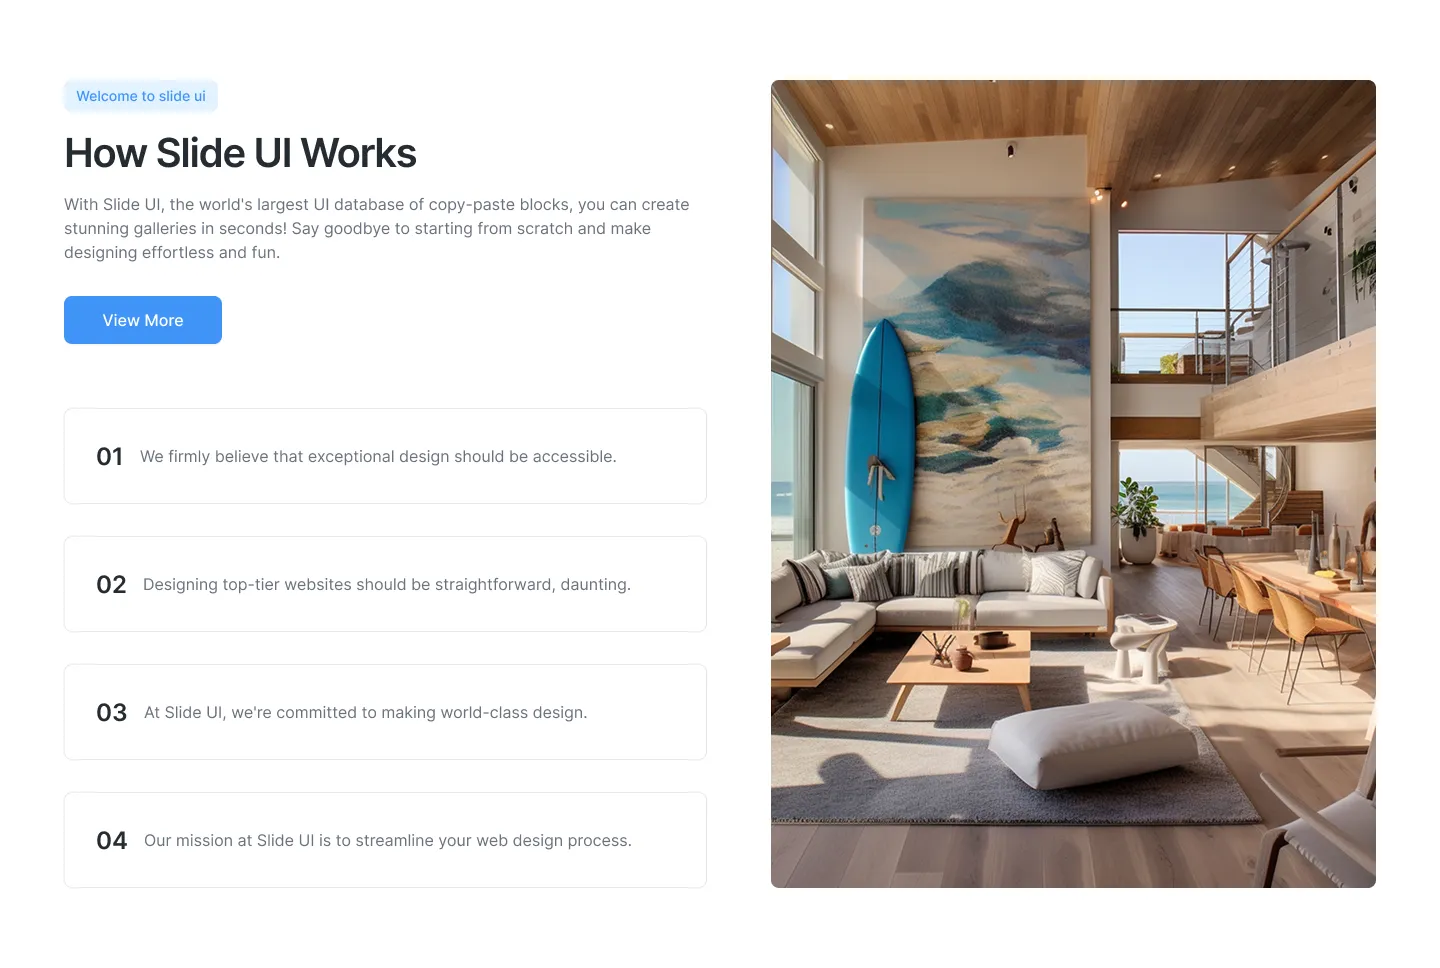 Welcome to slide ui
How Slide UI Works
With Slide UI, the world's largest UI database of copy-paste blocks, you can create
stunning galleries in seconds! Say goodbye to starting from scratch and make
designing effortless and fun.
View More
01 We firmly believe that exceptional design should be accessible.
02 Designing top-tier websites should be straightforward, daunting.
03 At Slide UI, we're committed to making world-class design.
04 Our mission at Slide UI is to streamline your web design process.